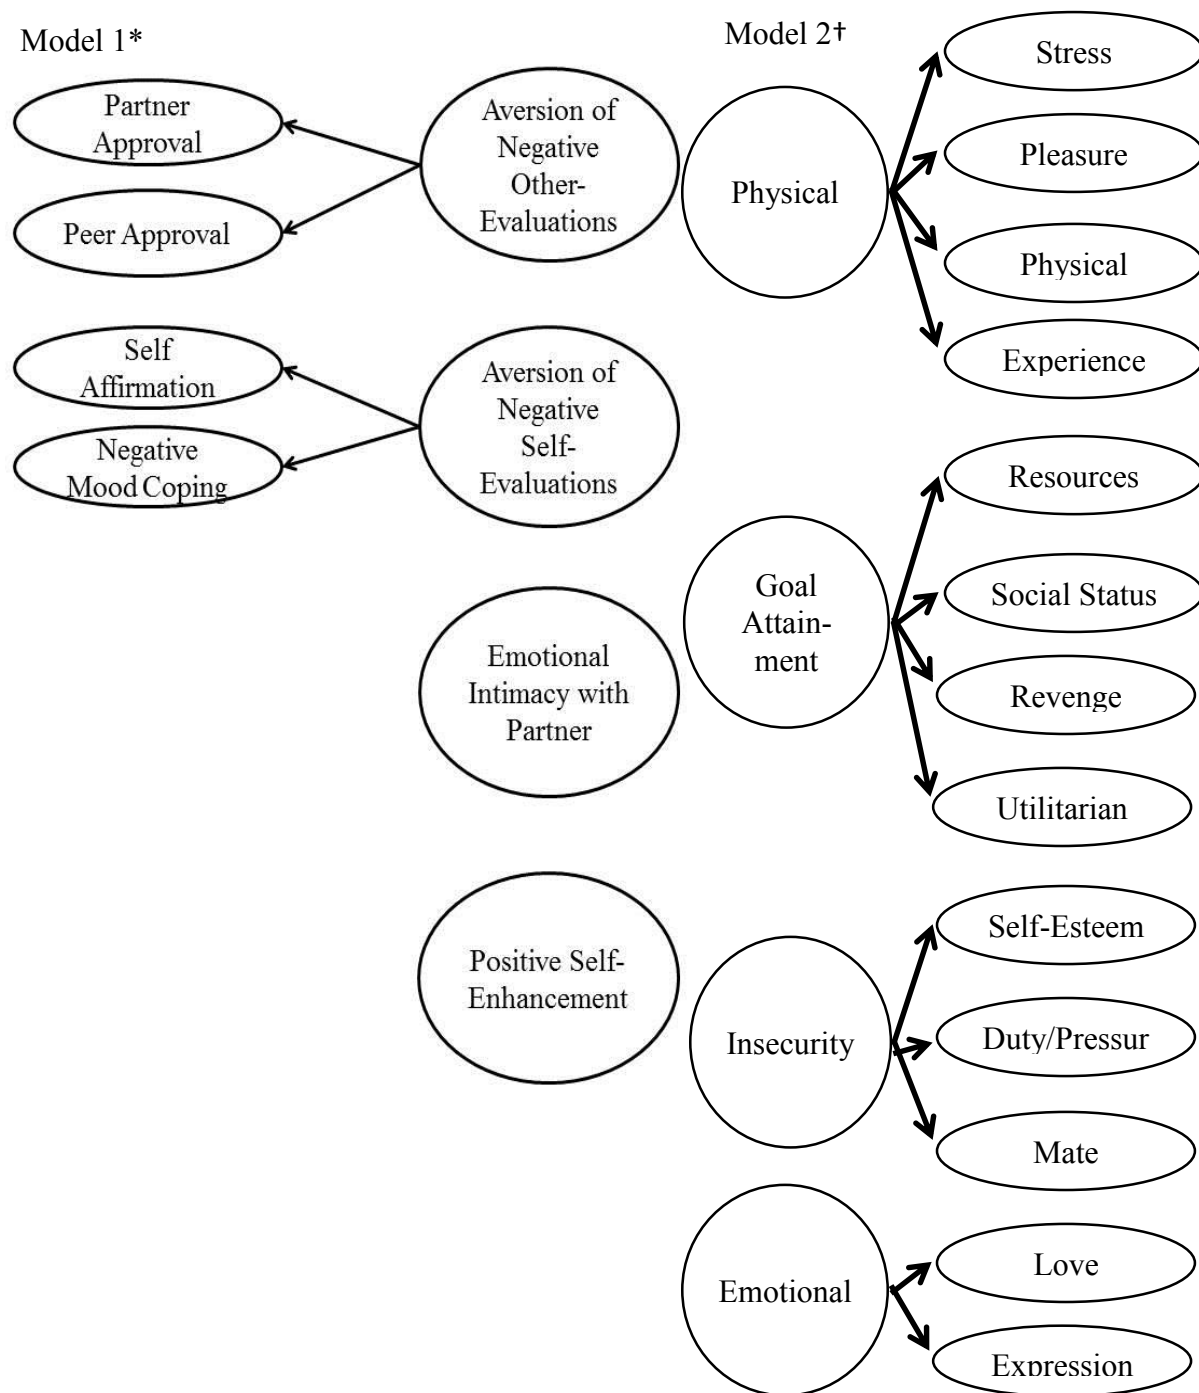 Model 1*
Partner
Approval
Peer Approval
Aversion of
Negative
Other-
Evaluations
Self
Affirmation
Negative
Mood Coping
Aversion of
Negative
Self-
Evaluations
Emotional
Intimacy with
Partner
Positive Self-
Enhancement
Model 2†
Physical
Stress
Pleasure
Physical
Experience
Goal
Attain-
ment
Resources
Social Status
Revenge
Utilitarian
Insecurity
Self-Esteem
Duty/Pressur
Mate
Emotional
Love
Expression